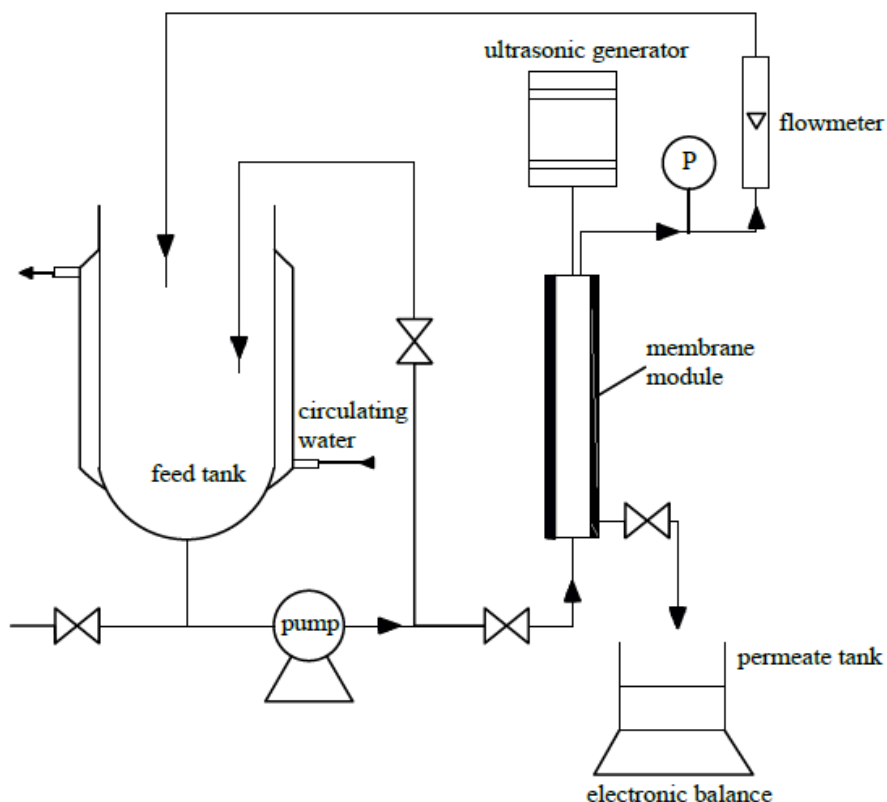 ultrasonic generator
flowmeter
P
membrane
module
circulating
water
feed tank
pump
permeate tank
electronic balance